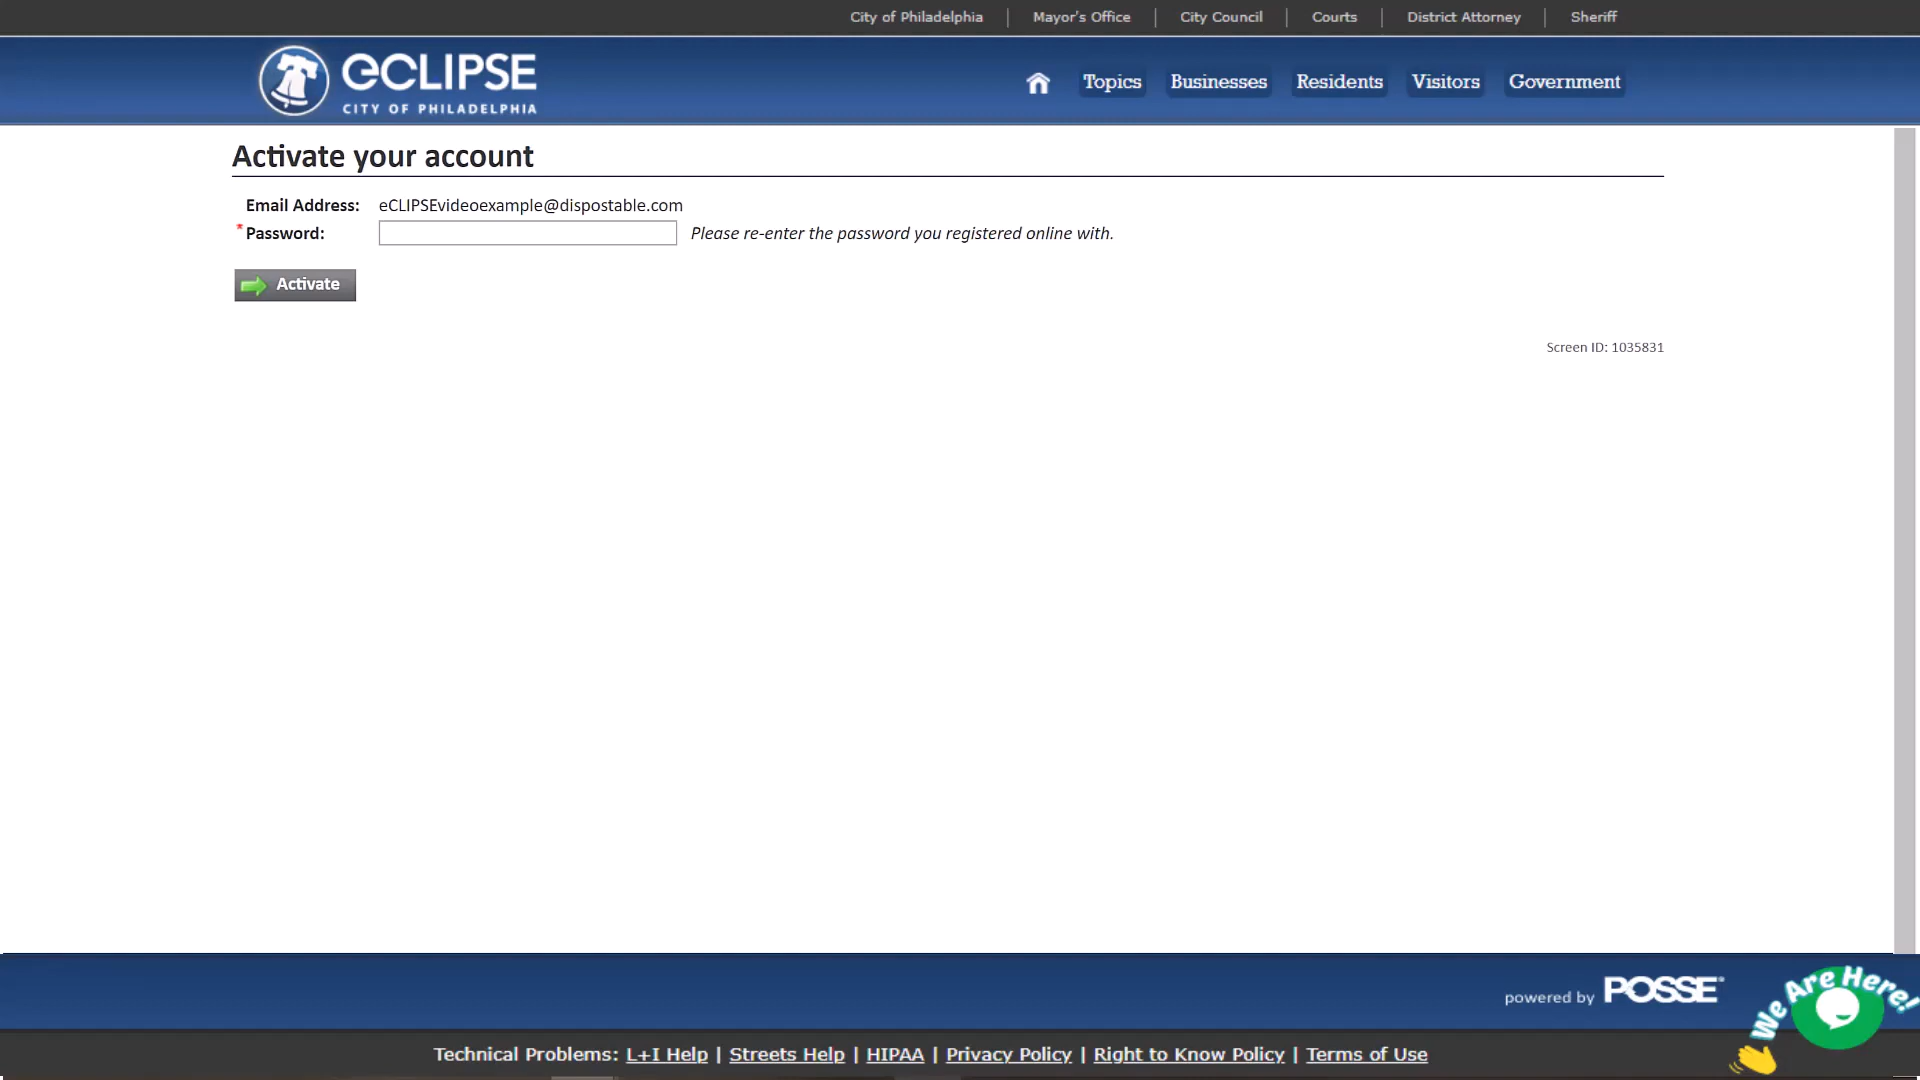 City of Philadelphia | Mayor's Office | City Council | Courts | District Attorney | Sheriff
eCLIPSE
CITY OF PHILADELPHIA
Topics Businesses Residents Visitors Government
Activate your account
Email Address: eCLIPSEvideoexample@dispostable.com
* Password: Please re-enter the password you registered online with.
Activate
Screen ID: 1035831
powered by POSSE
We Are Here!
Technical Problems: L+I Help | Streets Help | HIPAA | Privacy Policy | Right to Know Policy | Terms of Use